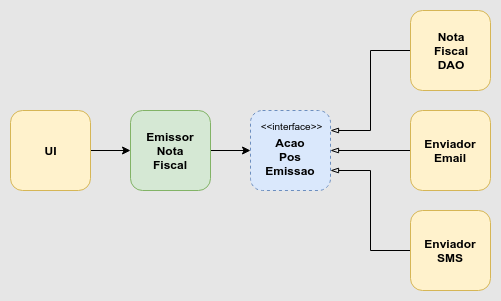 UI
Emissor
Nota
Fiscal
<<interface>>
Acao
Pos
Emissao
Nota
Fiscal
DAO
Enviador
Email
Enviador
SMS